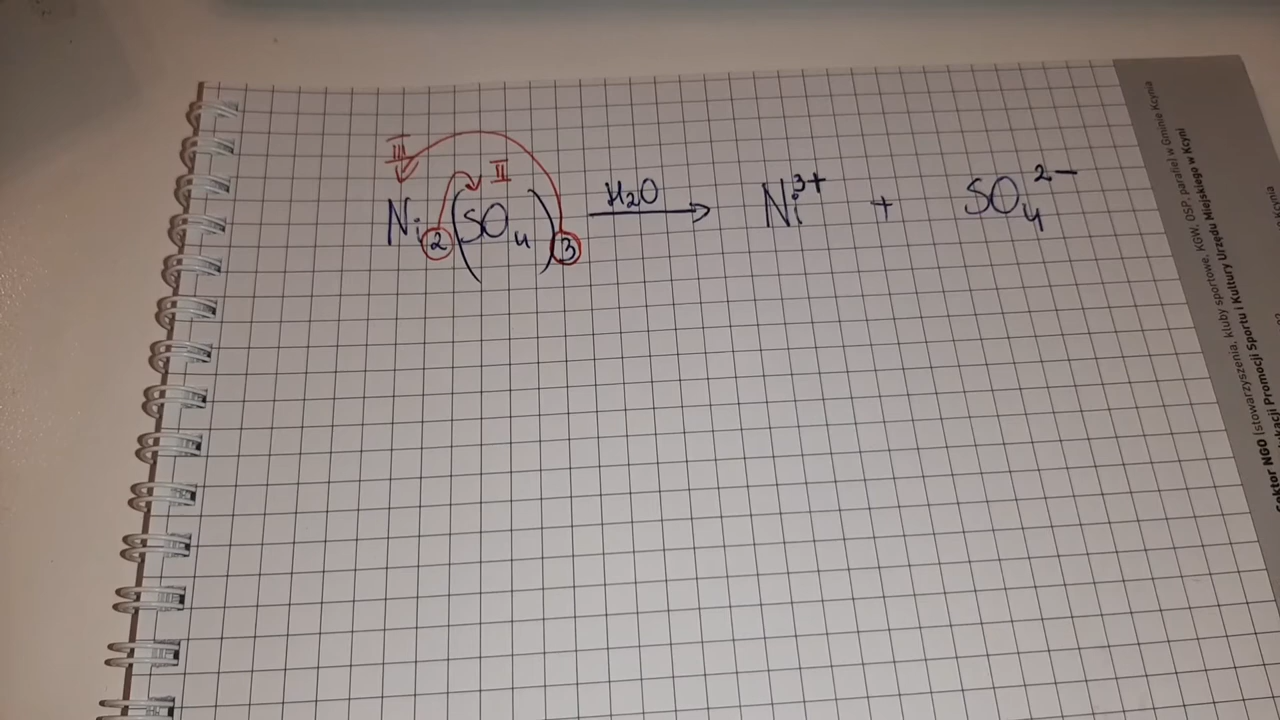 III
II
Ni₂(SO₄)₃ H₂O → Ni³⁺ + SO₄²⁻
NGO (stowarzyszenia, kluby sportowe, KGW, OSP, parafie) w Gminie Kcynia
Promocji Sportu i Kultury Urzędu Miejskiego w Kcyni